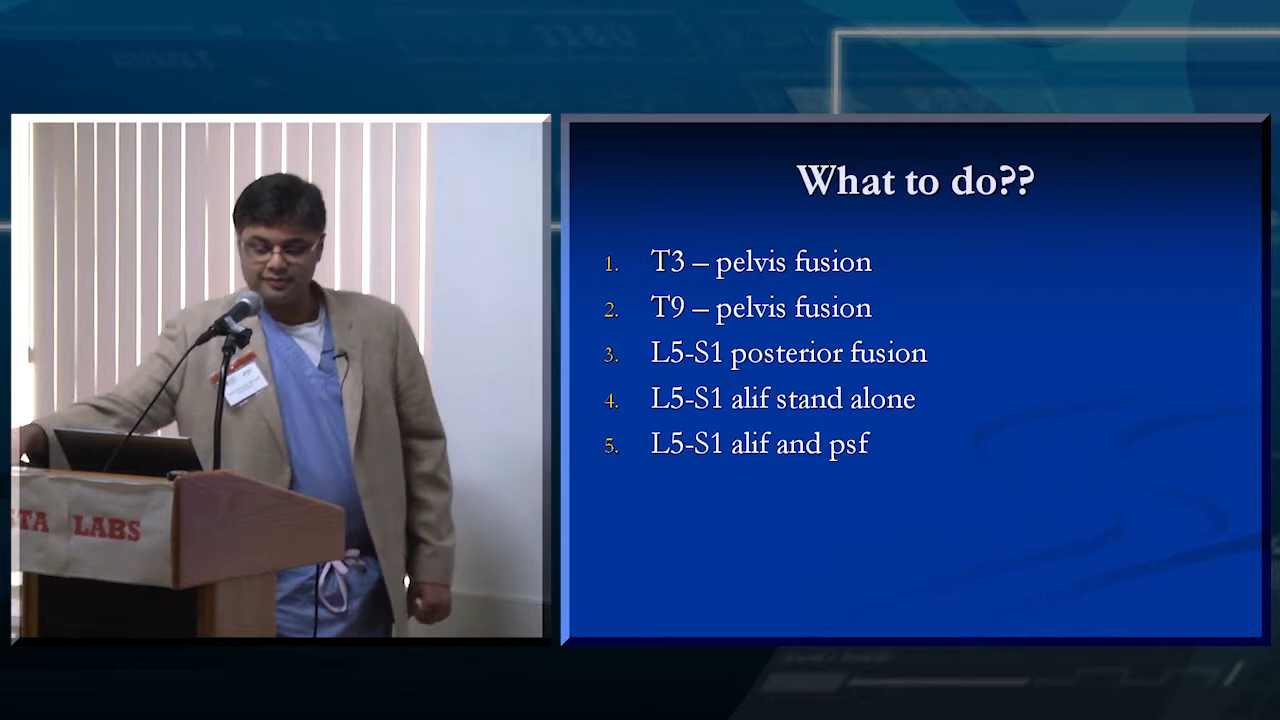 What to do??
1. T3 – pelvis fusion
2. T9 – pelvis fusion
3. L5-S1 posterior fusion
4. L5-S1 alif stand alone
5. L5-S1 alif and psf
STA LABS